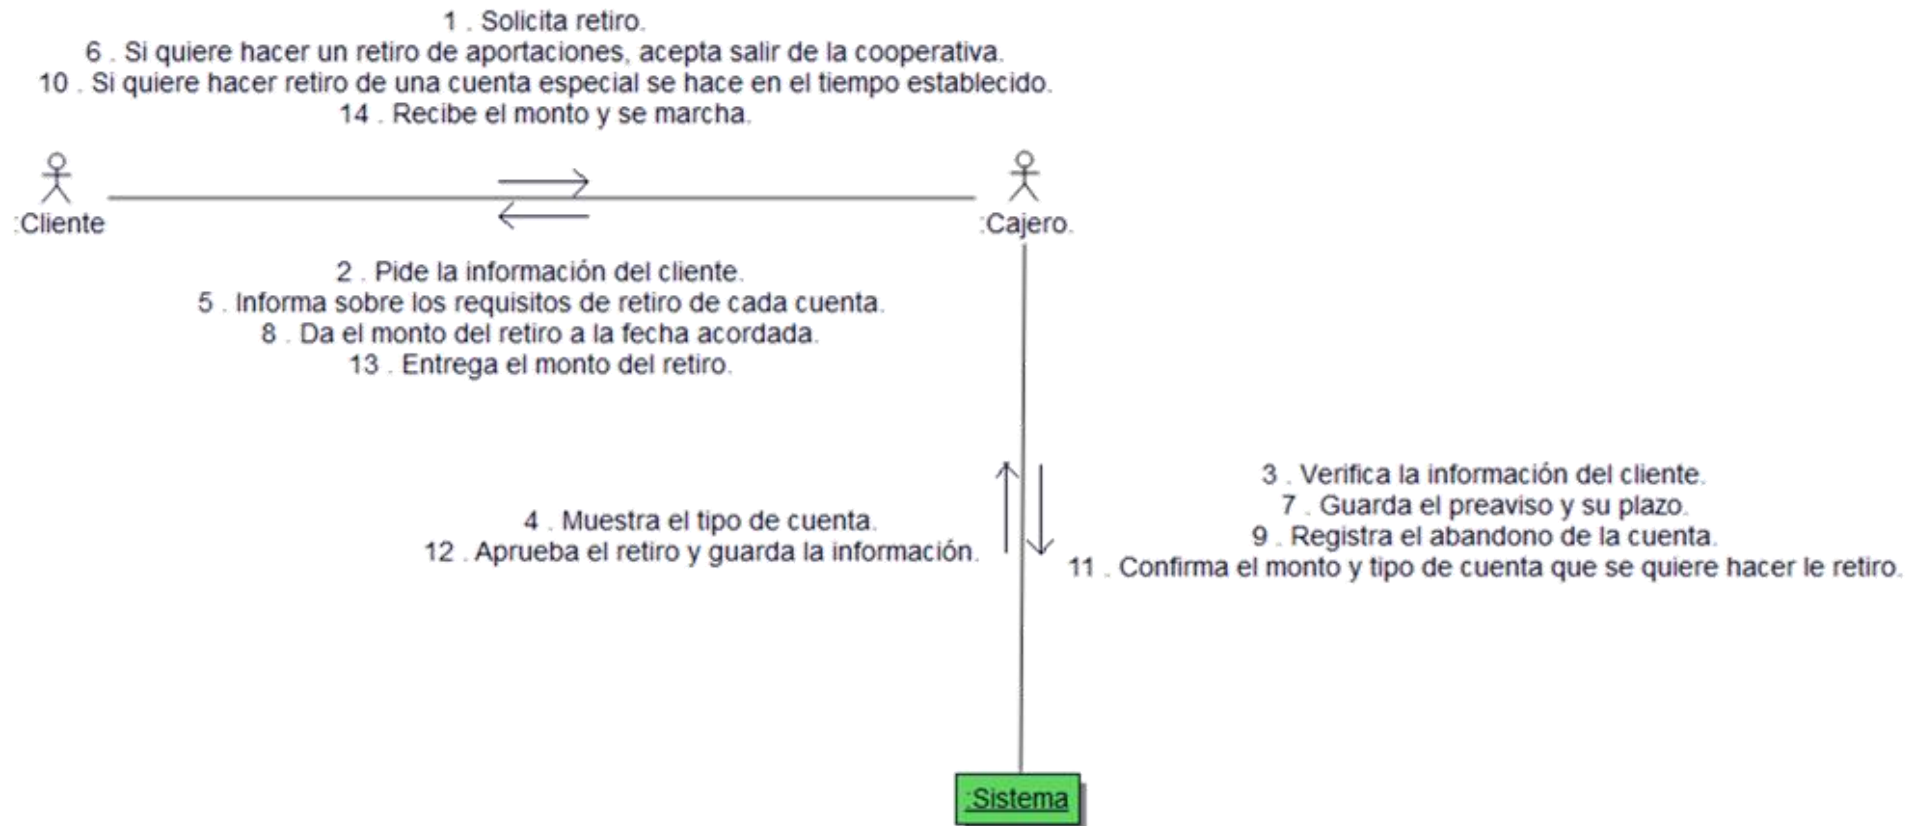 1 . Solicita retiro.
6 . Si quiere hacer un retiro de aportaciones, acepta salir de la cooperativa.
10 . Si quiere hacer retiro de una cuenta especial se hace en el tiempo establecido.
14 . Recibe el monto y se marcha.
:Cliente
:Cajero.
2 . Pide la información del cliente.
5 . Informa sobre los requisitos de retiro de cada cuenta.
8 . Da el monto del retiro a la fecha acordada.
13 . Entrega el monto del retiro.
4 . Muestra el tipo de cuenta.
12 . Aprueba el retiro y guarda la información.
3 . Verifica la información del cliente.
7 . Guarda el preaviso y su plazo.
9 . Registra el abandono de la cuenta.
11 . Confirma el monto y tipo de cuenta que se quiere hacer le retiro.
:Sistema